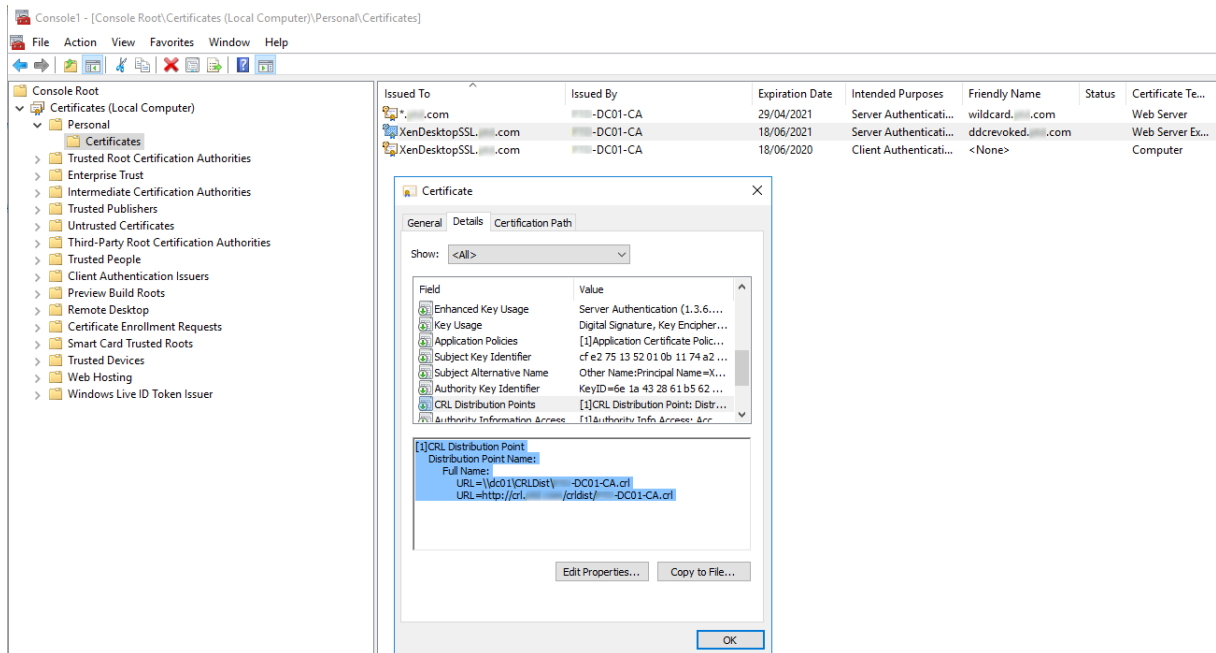 Console1 - [Console Root\Certificates (Local Computer)\Personal\Certificates]
File Action View Favorites Window Help
Console Root
Certificates (Local Computer)
Personal
Certificates
Trusted Root Certification Authorities
Enterprise Trust
Intermediate Certification Authorities
Trusted Publishers
Untrusted Certificates
Third-Party Root Certification Authorities
Trusted People
Client Authentication Issuers
Preview Build Roots
Remote Desktop
Certificate Enrollment Requests
Smart Card Trusted Roots
Trusted Devices
Web Hosting
Windows Live ID Token Issuer
Issued To Issued By Expiration Date Intended Purposes Friendly Name Status Certificate Te...
*. .com -DC01-CA 29/04/2021 Server Authenticati... wildcard. .com Web Server
XenDesktopSSL. .com -DC01-CA 18/06/2021 Server Authenticati... ddcrevoked. .com Web Server Ex...
XenDesktopSSL. .com -DC01-CA 18/06/2020 Client Authenticati... <None> Computer
Certificate
General Details Certification Path
Show: <All>
Field Value
Enhanced Key Usage Server Authentication (1.3.6....
Key Usage Digital Signature, Key Encipher...
Application Policies [1]Application Certificate Polic...
Subject Key Identifier cf e2 75 13 52 01 0b 11 74 a2 ...
Subject Alternative Name Other Name:Principal Name=X...
Authority Key Identifier KeyID=6e 1a 43 28 61 b5 62 ...
CRL Distribution Points [1]CRL Distribution Point: Distr...
Authority Information Access [1]Authority Info Access: Acc...
[1]CRL Distribution Point
Distribution Point Name:
Full Name:
URL=\\dc01\CRLDist\ -DC01-CA.crl
URL=http://crl. /crldist/ -DC01-CA.crl
Edit Properties... Copy to File...
OK